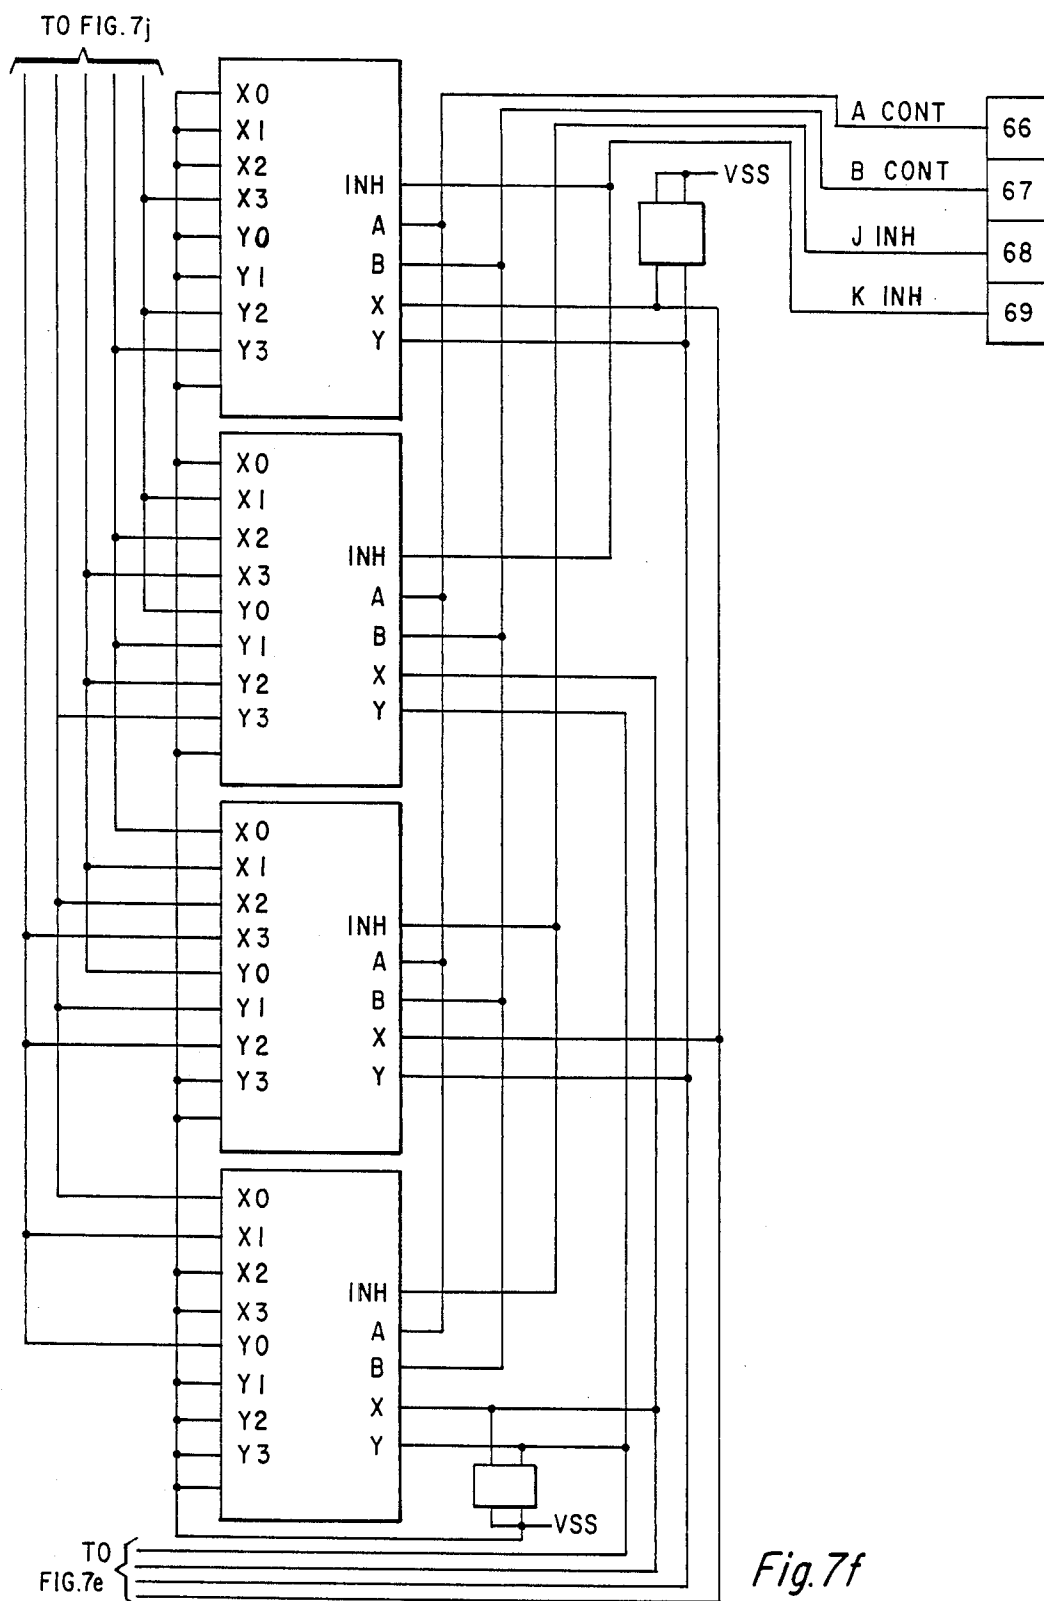 TO FIG. 7j
X0
X1
X2
X3
Y0
Y1
Y2
Y3
INH
A
B
X
Y
VSS
A CONT
66
B CONT
67
J INH
68
K INH
69
X0
X1
X2
X3
Y0
Y1
Y2
Y3
INH
A
B
X
Y
X0
X1
X2
X3
Y0
Y1
Y2
Y3
INH
A
B
X
Y
X0
X1
X2
X3
Y0
Y1
Y2
Y3
INH
A
B
X
Y
VSS
TO
FIG.7e
Fig. 7f